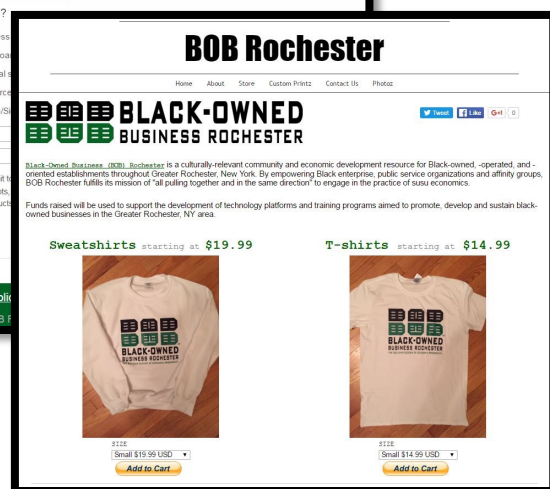 ?
BOB Rochester
Home About Store Custom Printz Contact Us Photoz
BOB BLACK-OWNED
BOB BUSINESS ROCHESTER
Tweet Like G+1 0
Black-Owned Business (BOB) Rochester is a culturally-relevant community and economic development resource for Black-owned, -operated, and -
oriented establishments throughout Greater Rochester, New York. By empowering Black enterprise, public service organizations and affinity groups,
BOB Rochester fulfills its mission of "all pulling together and in the same direction" to engage in the practice of susu economics.
Funds raised will be used to support the development of technology platforms and training programs aimed to promote, develop and sustain black-
owned businesses in the Greater Rochester, NY area.
Sweatshirts starting at $19.99
T-shirts starting at $14.99
BOB
BOB
BLACK-OWNED
BUSINESS ROCHESTER
BOB
BOB
BLACK-OWNED
BUSINESS ROCHESTER
SIZE
Small $19.99 USD
Add to Cart
SIZE
Small $14.99 USD
Add to Cart